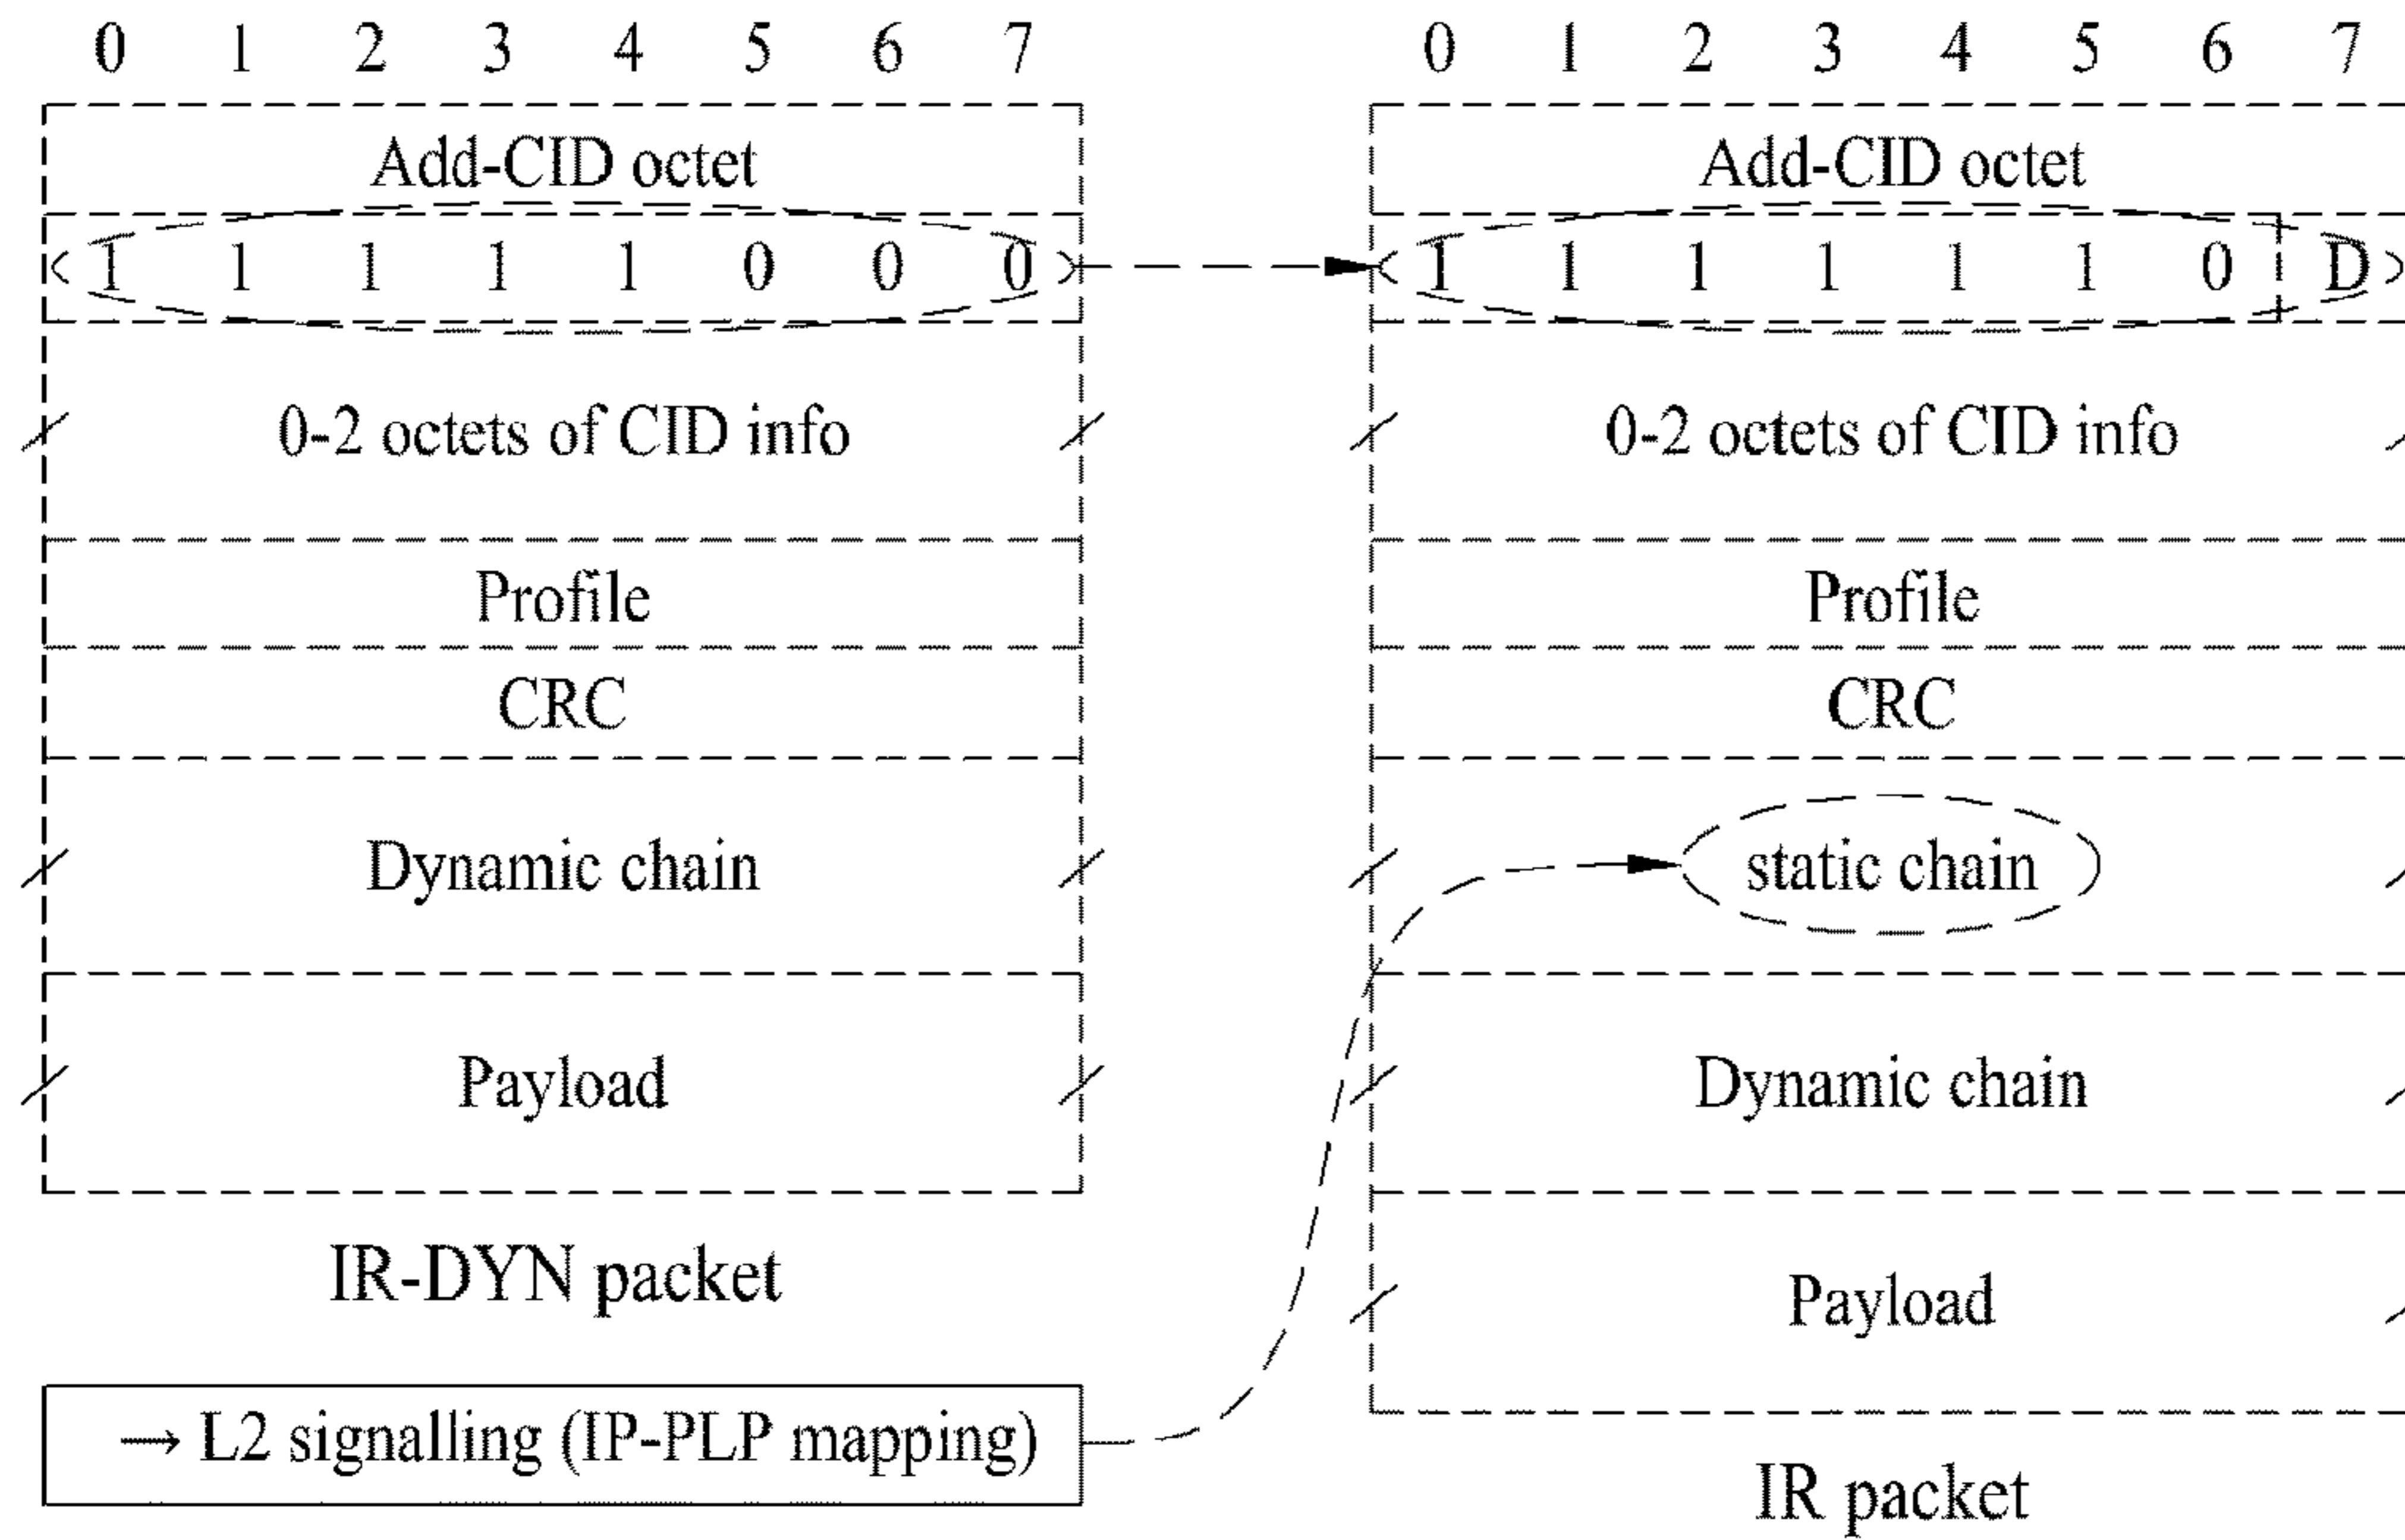 0 1 2 3 4 5 6 7
Add-CID octet
1 1 1 1 1 0 0 0
0-2 octets of CID info
Profile
CRC
Dynamic chain
Payload
IR-DYN packet
→ L2 signalling (IP-PLP mapping)
0 1 2 3 4 5 6 7
Add-CID octet
1 1 1 1 1 1 0 D
0-2 octets of CID info
Profile
CRC
static chain
Dynamic chain
Payload
IR packet